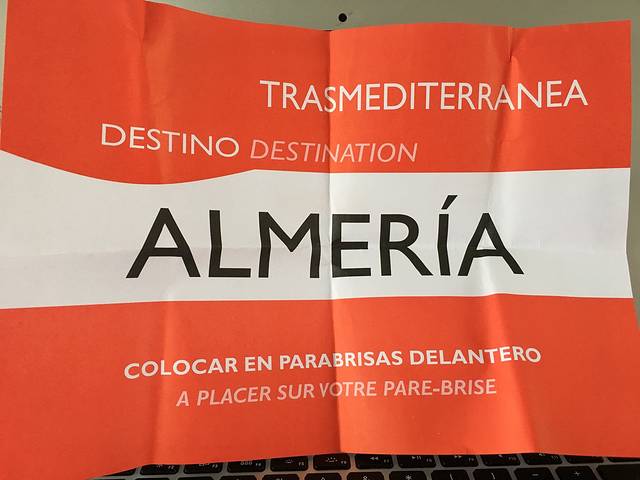 TRASMEDITERRANEA
DESTINO DESTINATION
ALMERÍA
COLOCAR EN PARABRISAS DELANTERO
A PLACER SUR VOTRE PARE-BRISE